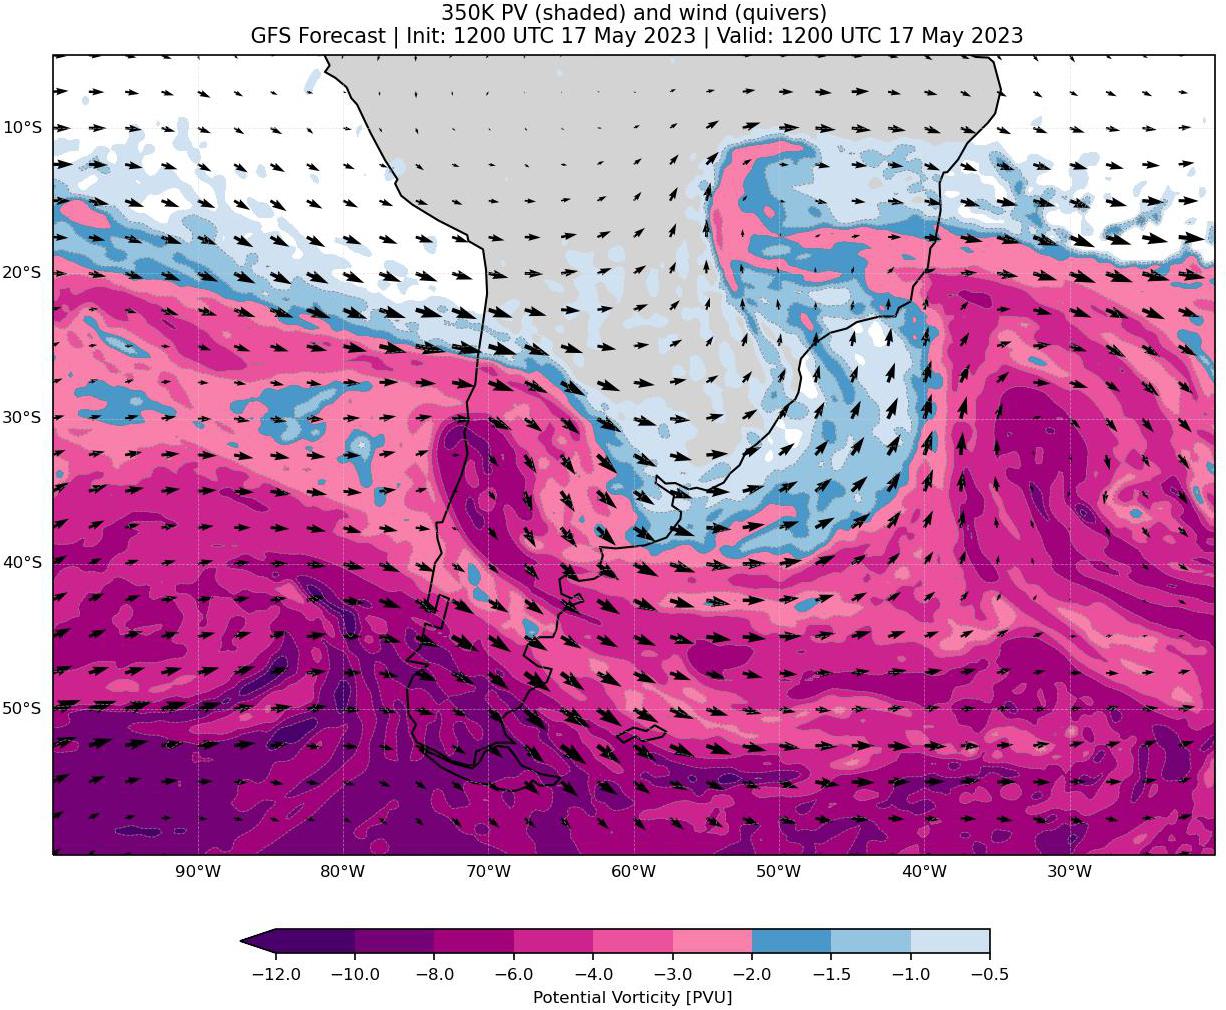 350K PV (shaded) and wind (quivers)
GFS Forecast | Init: 1200 UTC 17 May 2023 | Valid: 1200 UTC 17 May 2023
10°S
20°S
30°S
40°S
50°S
90°W 80°W 70°W 60°W 50°W 40°W 30°W
−12.0 −10.0 −8.0 −6.0 −4.0 −3.0 −2.0 −1.5 −1.0 −0.5
Potential Vorticity [PVU]